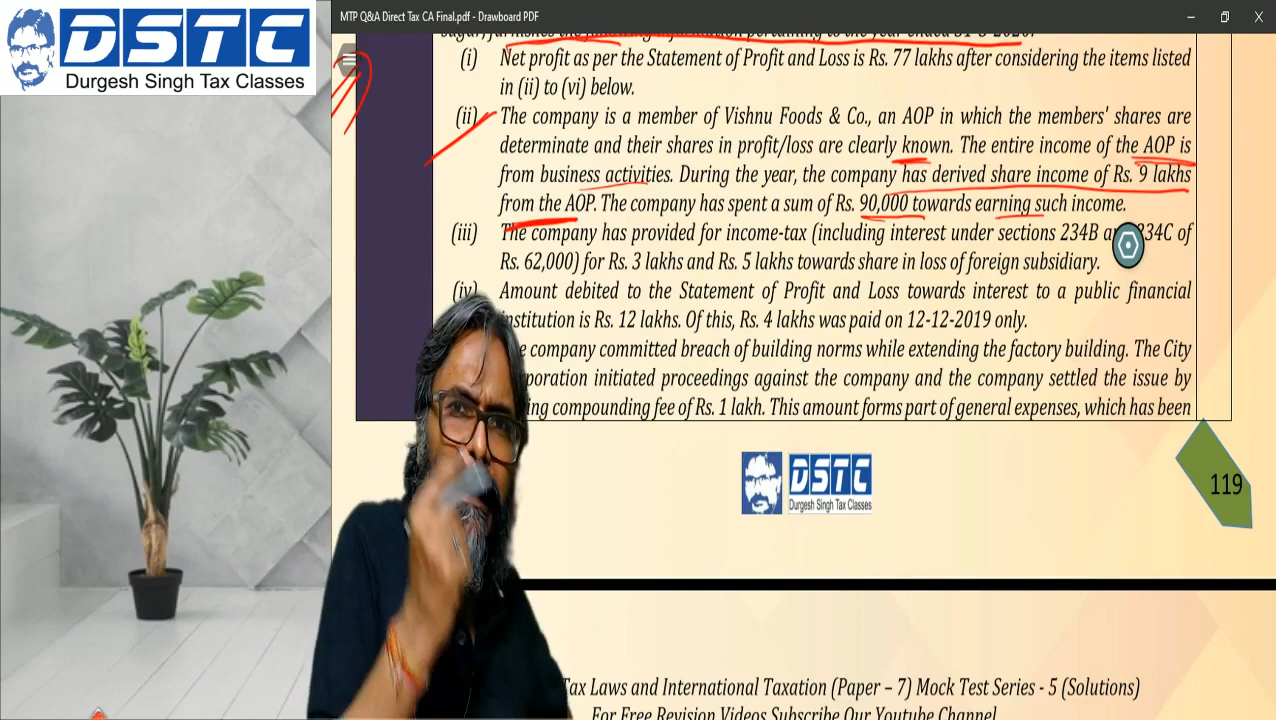 DSTC
Durgesh Singh Tax Classes
MTP Q&A Direct Tax CA Final.pdf - Drawboard PDF
(i) Net profit as per the Statement of Profit and Loss is Rs. 77 lakhs after considering the items listed
in (ii) to (vi) below.
(ii) The company is a member of Vishnu Foods & Co., an AOP in which the members' shares are
determinate and their shares in profit/loss are clearly known. The entire income of the AOP is
from business activities. During the year, the company has derived share income of Rs. 9 lakhs
from the AOP. The company has spent a sum of Rs. 90,000 towards earning such income.
(iii) The company has provided for income-tax (including interest under sections 234B 234C of
Rs. 62,000) for Rs. 3 lakhs and Rs. 5 lakhs towards share in loss of foreign subsidiary.
(iv) Amount debited to the Statement of Profit and Loss towards interest to a public financial
institution is Rs. 12 lakhs. Of this, Rs. 4 lakhs was paid on 12-12-2019 only.
company committed breach of building norms while extending the factory building. The City
initiated proceedings against the company and the company settled the issue by
compounding fee of Rs. 1 lakh. This amount forms part of general expenses, which has been
DSTC
Durgesh Singh Tax Classes
119
Tax Laws and International Taxation (Paper – 7) Mock Test Series - 5 (Solutions)
For Free Revision Videos Subscribe Our Youtube Channel